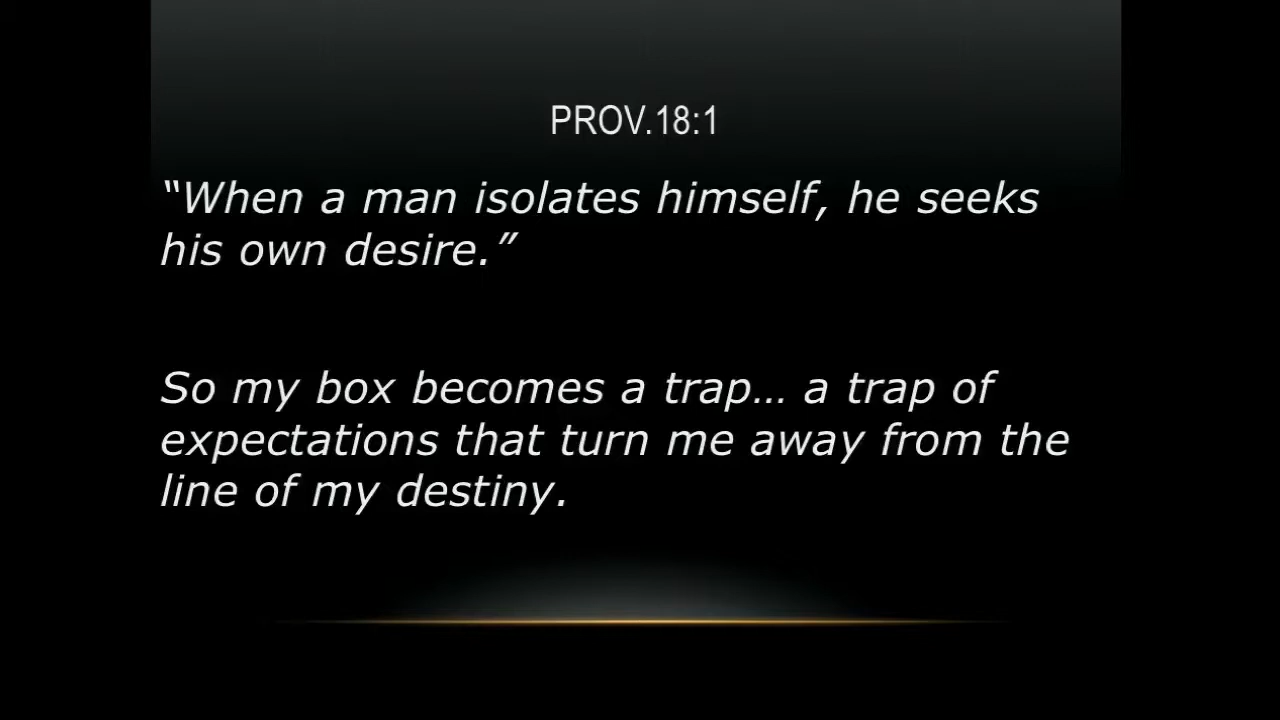 PROV.18:1
“When a man isolates himself, he seeks
his own desire.”
So my box becomes a trap… a trap of
expectations that turn me away from the
line of my destiny.